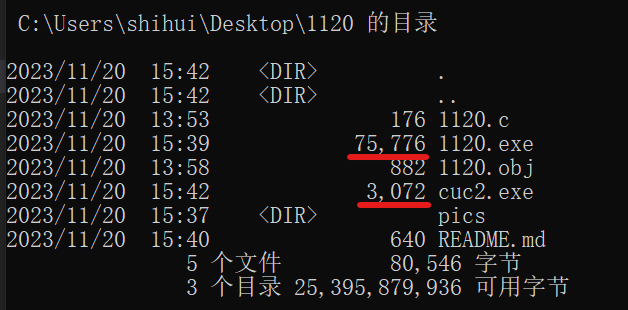 C:\Users\shihui\Desktop\1120 的目录
2023/11/20 15:42 <DIR> .
2023/11/20 15:42 <DIR> ..
2023/11/20 13:53 176 1120.c
2023/11/20 15:39 75,776 1120.exe
2023/11/20 13:58 882 1120.obj
2023/11/20 15:42 3,072 cuc2.exe
2023/11/20 15:37 <DIR> pics
2023/11/20 15:40 640 README.md
5 个文件 80,546 字节
3 个目录 25,395,879,936 可用字节